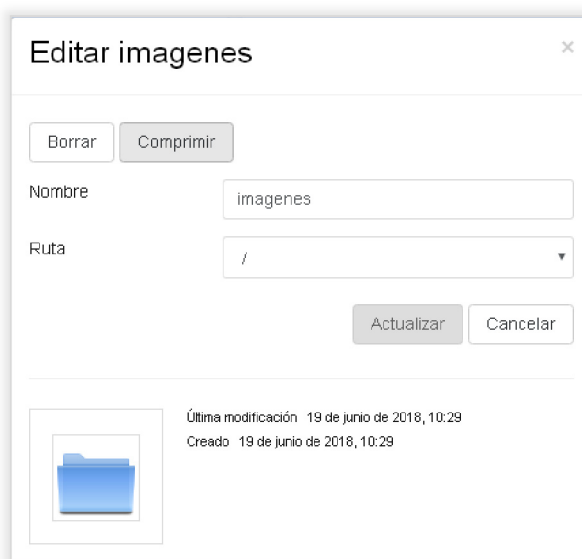 Editar imagenes ×
Borrar Comprimir
Nombre imagenes
Ruta /
Actualizar Cancelar
Última modificación 19 de junio de 2018, 10:29
Creado 19 de junio de 2018, 10:29